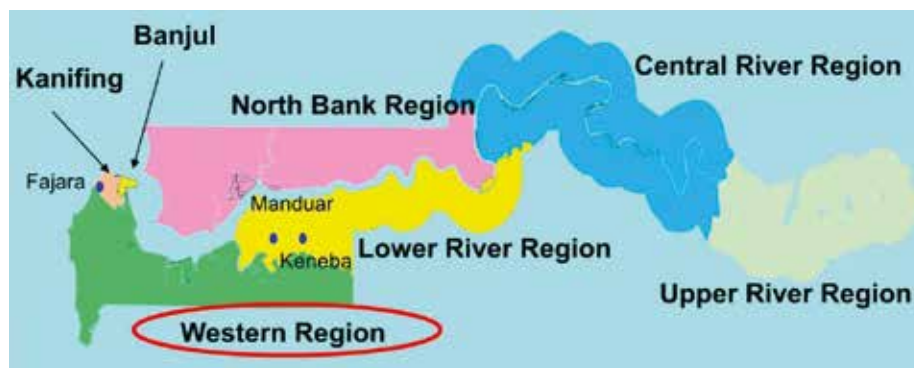 Banjul
Kanifing
Central River Region
North Bank Region
Fajara
Manduar
Lower River Region
Keneba
Upper River Region
Western Region